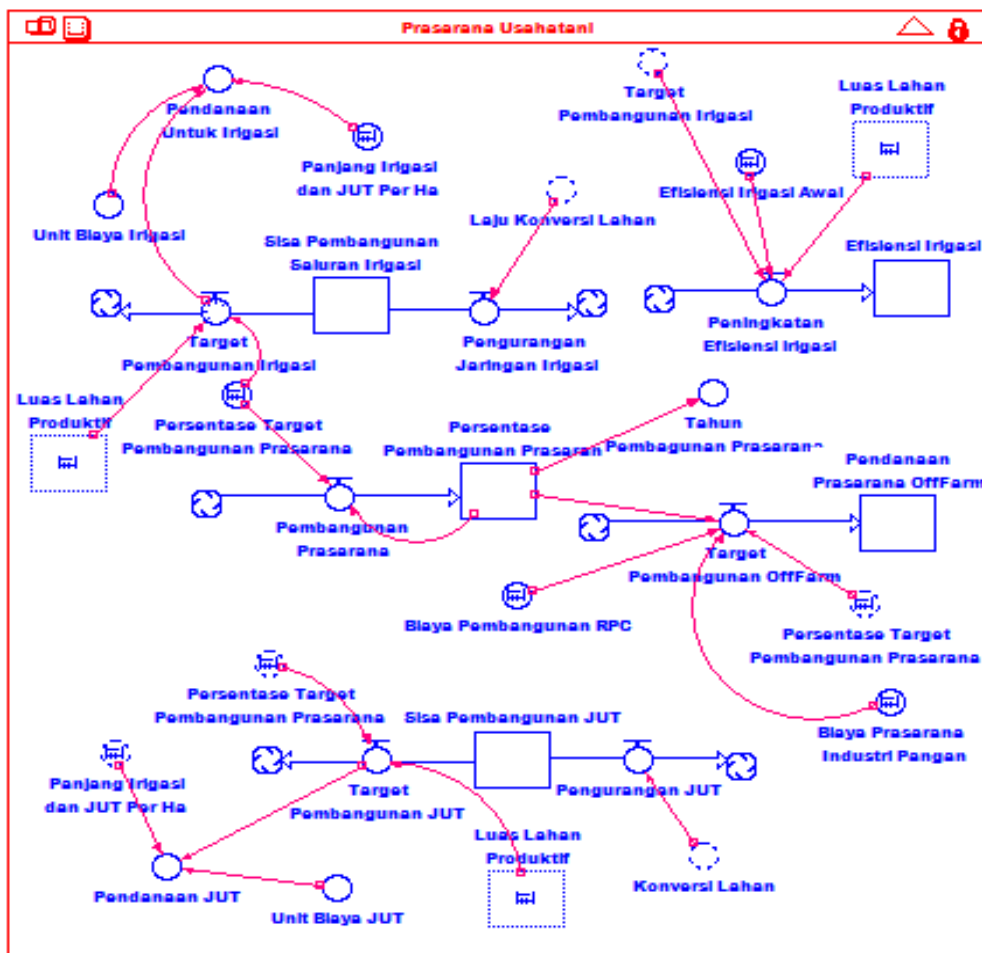 Prasarana Usahatani
Pendanaan
Untuk Irigasi
Panjang Irigasi
dan JUT Per Ha
Unit Biaya Irigasi
Target
Pembangunan Irigasi
Luas Lahan
Produktif
Efisiensi Irigasi Awal
Laju Konversi Lahan
Efisiensi Irigasi
Sisa Pembangunan
Saluran Irigasi
Target
Pembangunan Irigasi
Pengurangan
Jaringan Irigasi
Peningkatan
Efisiensi Irigasi
Luas Lahan
Produktif
Persentase Target
Pembangunan Prasarana
Persentase
Pembangunan Prasaran
Tahun
Pembagunan Prasarana
Pendanaan
Prasarana OffFarm
Pembangunan
Prasarana
Target
Pembangunan OffFarm
Biaya Pembangunan RPC
Persentase Target
Pembangunan Prasarana
Biaya Prasarana
Industri Pangan
Persentase Target
Pembangunan Prasarana
Sisa Pembangunan JUT
Panjang Irigasi
dan JUT Per Ha
Target
Pembangunan JUT
Pengurangan JUT
Luas Lahan
Produktif
Konversi Lahan
Pendanaan JUT
Unit Biaya JUT